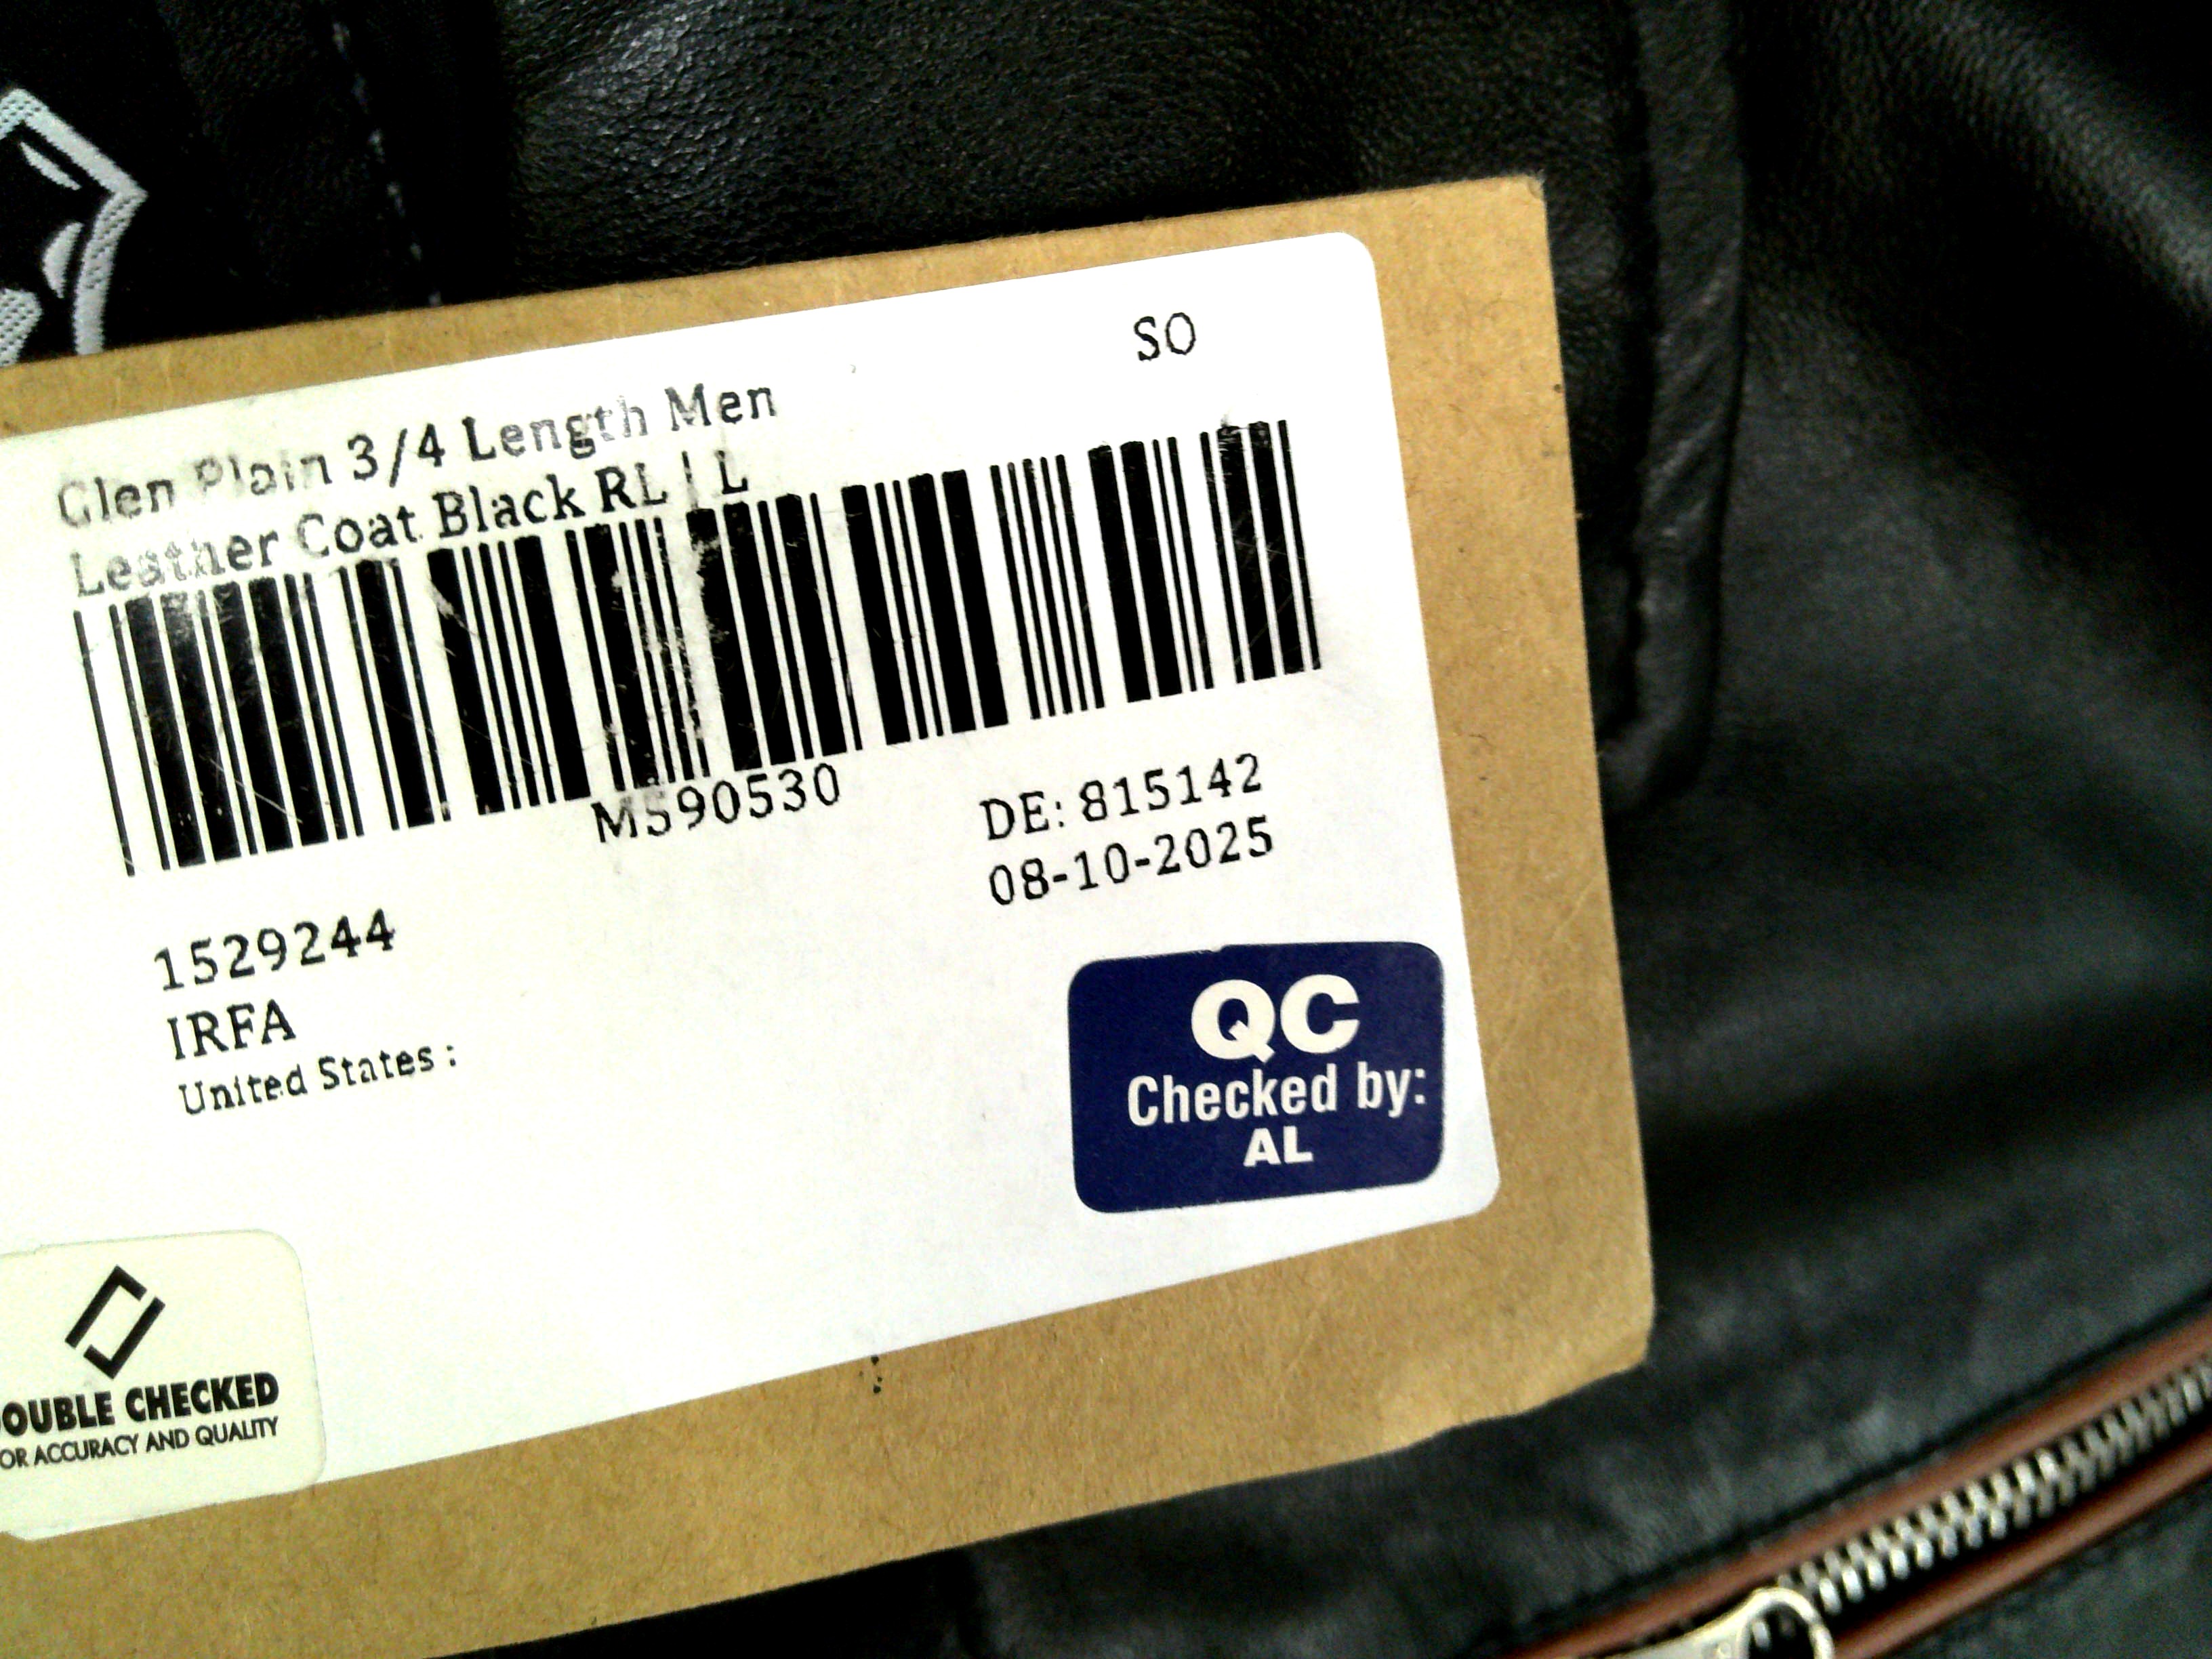 SO
Glen Plain 3/4 Length Men
Leather Coat Black RL | L
M590530
DE: 815142
08-10-2025
1529244
IRFA
United States :
QC
Checked by:
AL
OUBLE CHECKED
OR ACCURACY AND QUALITY